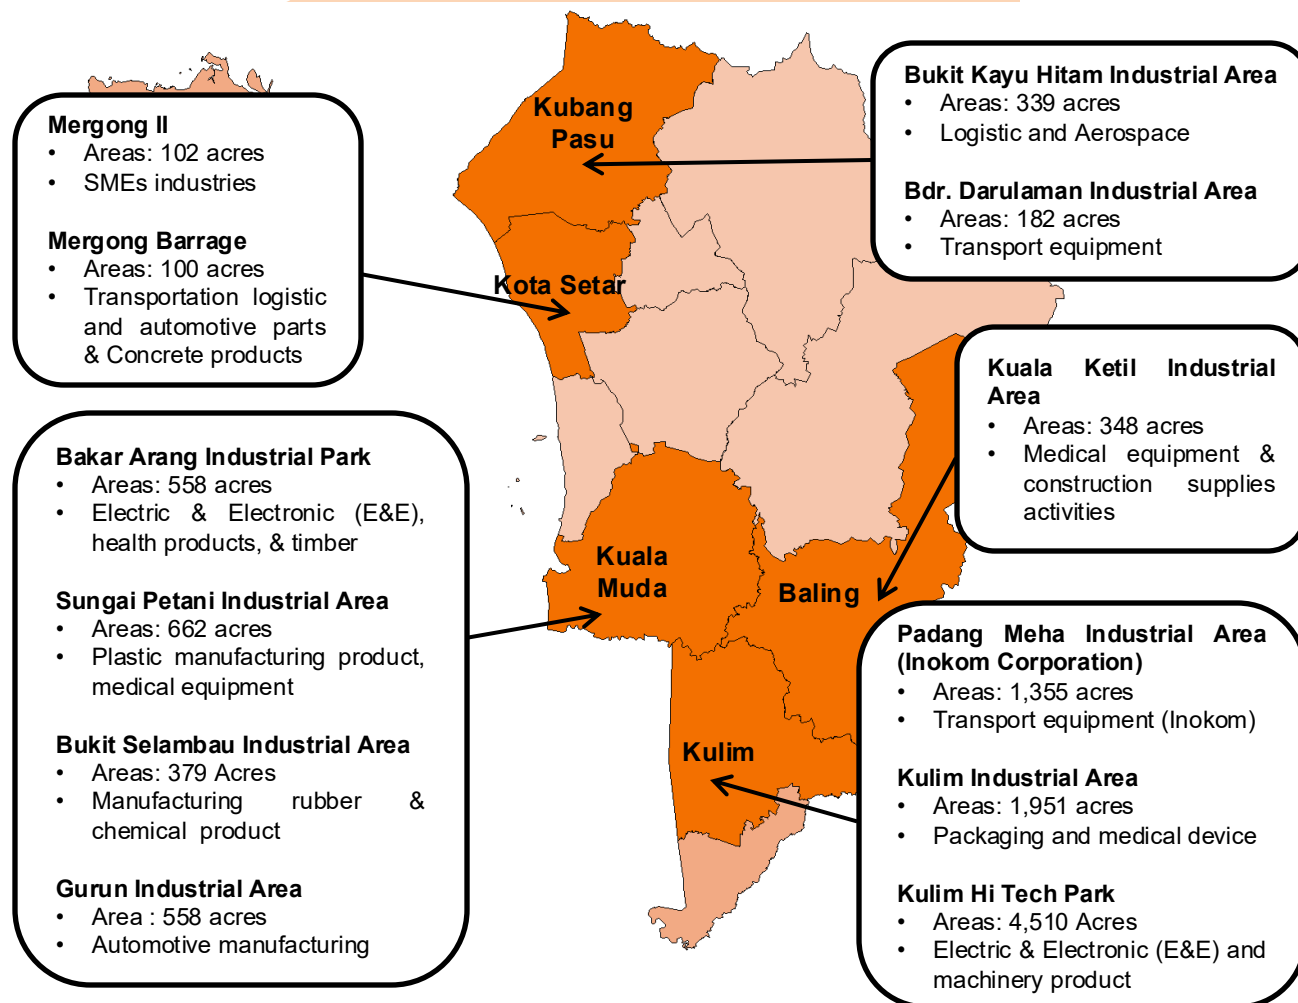 Mergong II
• Areas: 102 acres
• SMEs industries
Mergong Barrage
• Areas: 100 acres
• Transportation logistic
and automotive parts
& Concrete products
Bakar Arang Industrial Park
• Areas: 558 acres
• Electric & Electronic (E&E),
health products, & timber
Sungai Petani Industrial Area
• Areas: 662 acres
• Plastic manufacturing product,
medical equipment
Bukit Selambau Industrial Area
• Areas: 379 Acres
• Manufacturing rubber &
chemical product
Gurun Industrial Area
• Area : 558 acres
• Automotive manufacturing
Kubang
Pasu
Kota Setar
Kuala
Muda
Baling
Kulim
Bukit Kayu Hitam Industrial Area
• Areas: 339 acres
• Logistic and Aerospace
Bdr. Darulaman Industrial Area
• Areas: 182 acres
• Transport equipment
Kuala Ketil Industrial
Area
• Areas: 348 acres
• Medical equipment &
construction supplies
activities
Padang Meha Industrial Area
(Inokom Corporation)
• Areas: 1,355 acres
• Transport equipment (Inokom)
Kulim Industrial Area
• Areas: 1,951 acres
• Packaging and medical device
Kulim Hi Tech Park
• Areas: 4,510 Acres
• Electric & Electronic (E&E) and
machinery product